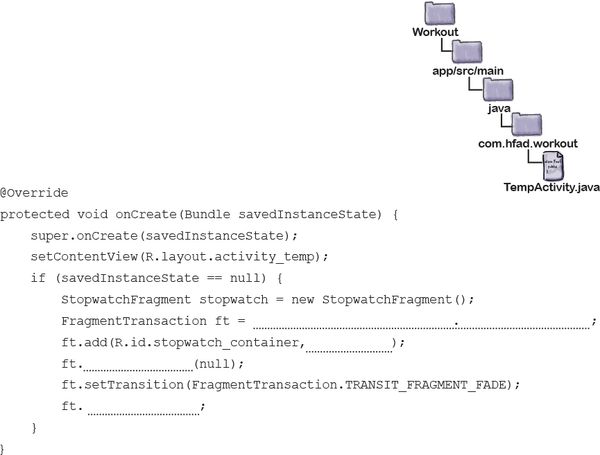 Workout
app/src/main
java
com.hfad.workout
TempActivity.java
@Override
protected void onCreate(Bundle savedInstanceState) {
super.onCreate(savedInstanceState);
setContentView(R.layout.activity_temp);
if (savedInstanceState == null) {
StopwatchFragment stopwatch = new StopwatchFragment();
FragmentTransaction ft = ..............................................................;
ft.add(R.id.stopwatch_container,....................);
ft..........................(null);
ft.setTransition(FragmentTransaction.TRANSIT_FRAGMENT_FADE);
ft. ..........................;
}
}